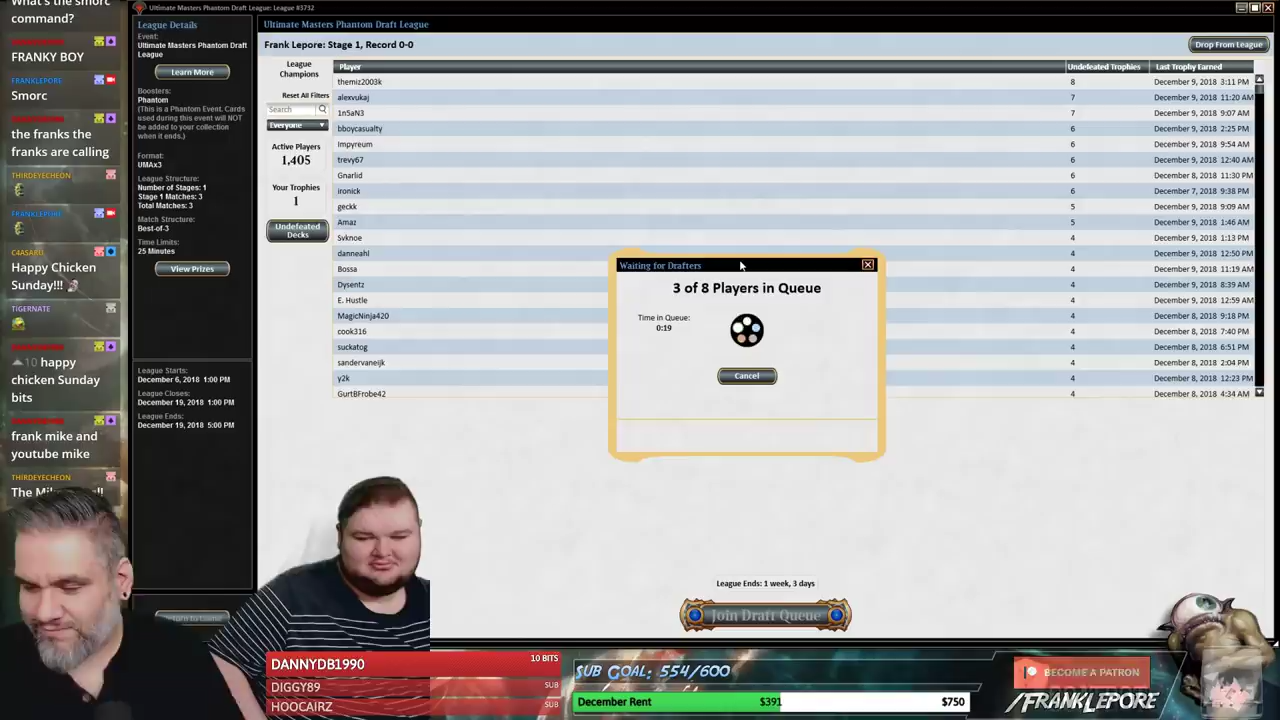 What's the smorc
command?
FRANKY BOY
FRANKLEPORE
Smorc
the franks the
franks are calling
THIRDEYECHEON
FRANKLEPORE
C4ASARU
Happy Chicken
Sunday!!!
TIGERNATE
10 happy
chicken Sunday
bits
frank mike and
youtube mike
THIRDEYECHEON
Ultimate Masters Phantom Draft League: League #5732
League Details
Event:
Ultimate Masters Phantom Draft
League
Learn More
Boosters:
Phantom
(This is a Phantom Event. Cards
used during this event will NOT
be added to your collection
when it ends.)
Format:
UMAx3
League Structure:
Number of Stages: 1
Stage 1 Matches: 3
Total Matches: 3
Match Structure:
Best-of-3
Time Limits:
25 Minutes
View Prizes
League Starts:
December 6, 2018 1:00 PM
League Closes:
December 19, 2018 1:00 PM
League Ends:
December 19, 2018 5:00 PM
Ultimate Masters Phantom Draft League
Frank Lepore: Stage 1, Record 0-0
Drop From League
League
Champions
Reset All Filters
Search
Everyone
Active Players
1,405
Your Trophies
1
Undefeated
Decks
Player Undefeated Trophies Last Trophy Earned
themiz2003k 8 December 9, 2018 3:11 PM
alexvukaj 7 December 9, 2018 11:20 AM
1n5aN3 7 December 9, 2018 9:07 AM
bboycasualty 6 December 9, 2018 2:25 PM
Impyreum 6 December 9, 2018 9:54 AM
trevy67 6 December 9, 2018 12:40 AM
Gnarlid 6 December 8, 2018 11:30 PM
ironick 6 December 7, 2018 9:38 PM
geckk 5 December 9, 2018 9:09 AM
Amaz 5 December 9, 2018 1:46 AM
Svknoe 4 December 9, 2018 1:13 PM
danneahl 4 December 9, 2018 12:50 PM
Bossa 4 December 9, 2018 11:19 AM
Dysentz 4 December 9, 2018 8:39 AM
E. Hustle 4 December 9, 2018 12:59 AM
MagicNinja420 4 December 8, 2018 9:18 PM
cook316 4 December 8, 2018 7:40 PM
suckatog 4 December 8, 2018 6:51 PM
sandervaneijk 4 December 8, 2018 2:04 PM
y2k 4 December 8, 2018 12:23 PM
GurtBFrobe42 4 December 8, 2018 4:34 AM
Waiting for Drafters
3 of 8 Players in Queue
Time in Queue:
0:19
Cancel
League Ends: 1 week, 3 days
Join Draft Queue
DANNYDB1990 10 BITS
DIGGY89 SUB
HOOCAIRZ SUB
SUB GOAL: 554/600
December Rent $391 $750
BECOME A PATRON
/FRANKLEPORE